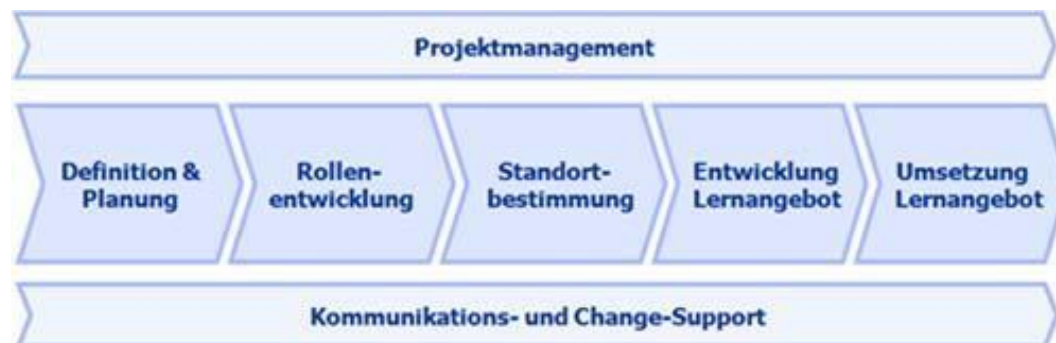 Projektmanagement
Definition &
Planung
Rollen-
entwicklung
Standort-
bestimmung
Entwicklung
Lernangebot
Umsetzung
Lernangebot
Kommunikations- und Change-Support